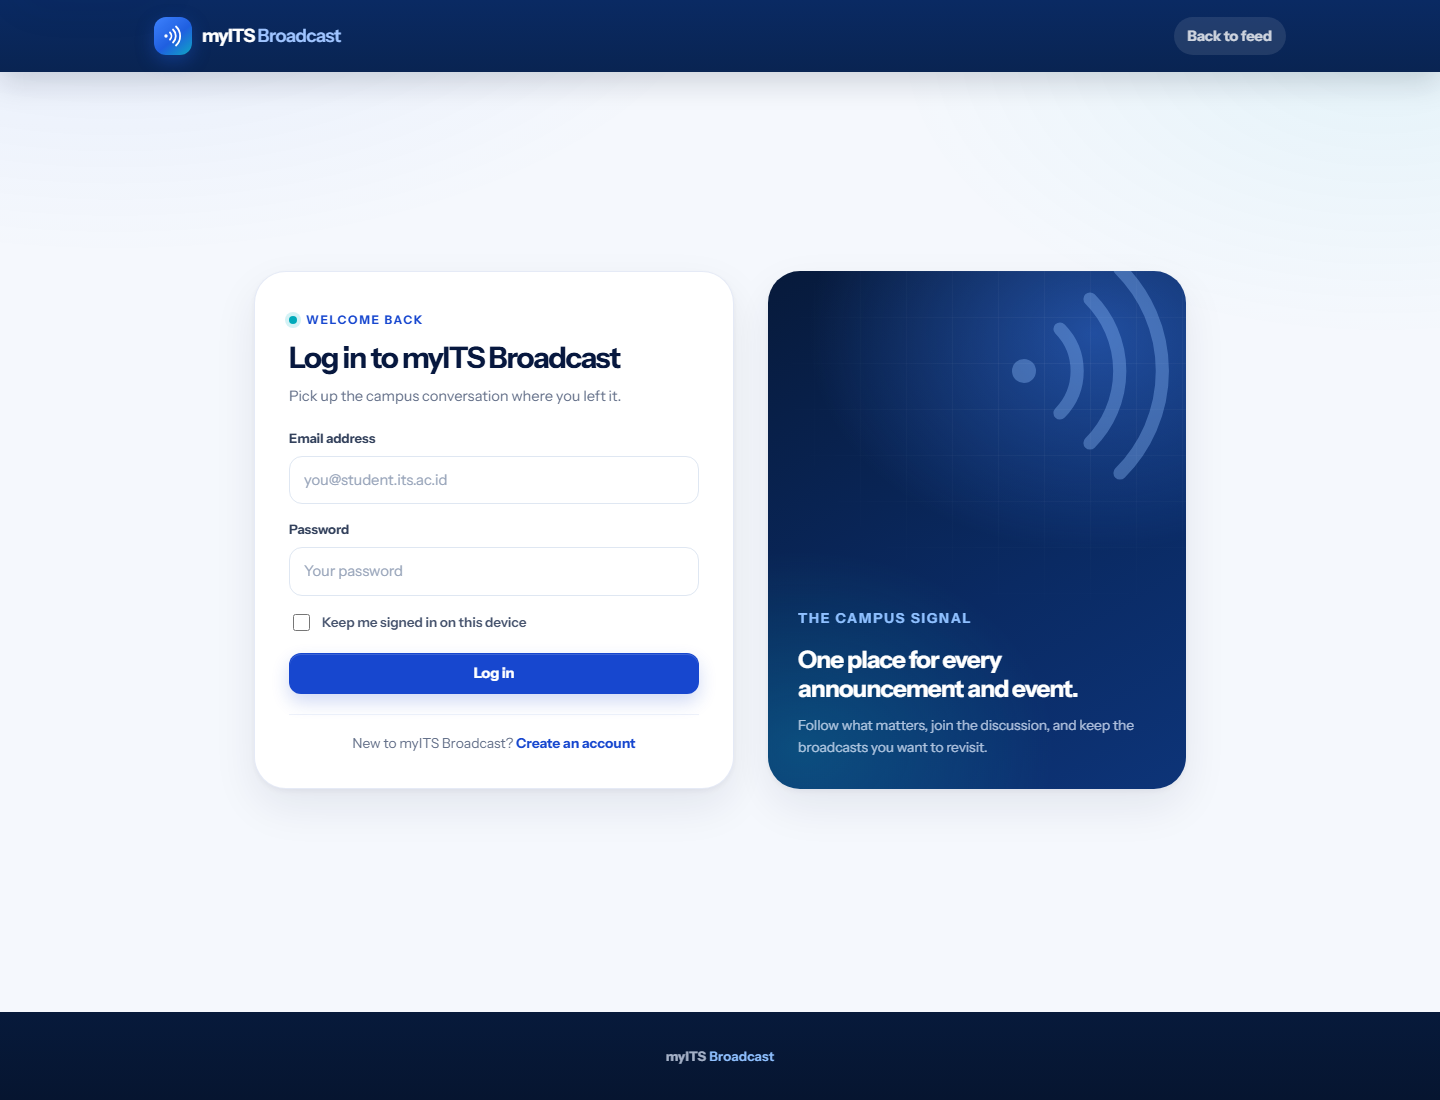 myITS Broadcast
Back to feed
WELCOME BACK
Log in to myITS Broadcast
Pick up the campus conversation where you left it.
Email address
you@student.its.ac.id
Password
Your password
Keep me signed in on this device
Log in
New to myITS Broadcast? Create an account
THE CAMPUS SIGNAL
One place for every
announcement and event.
Follow what matters, join the discussion, and keep the
broadcasts you want to revisit.
myITS Broadcast